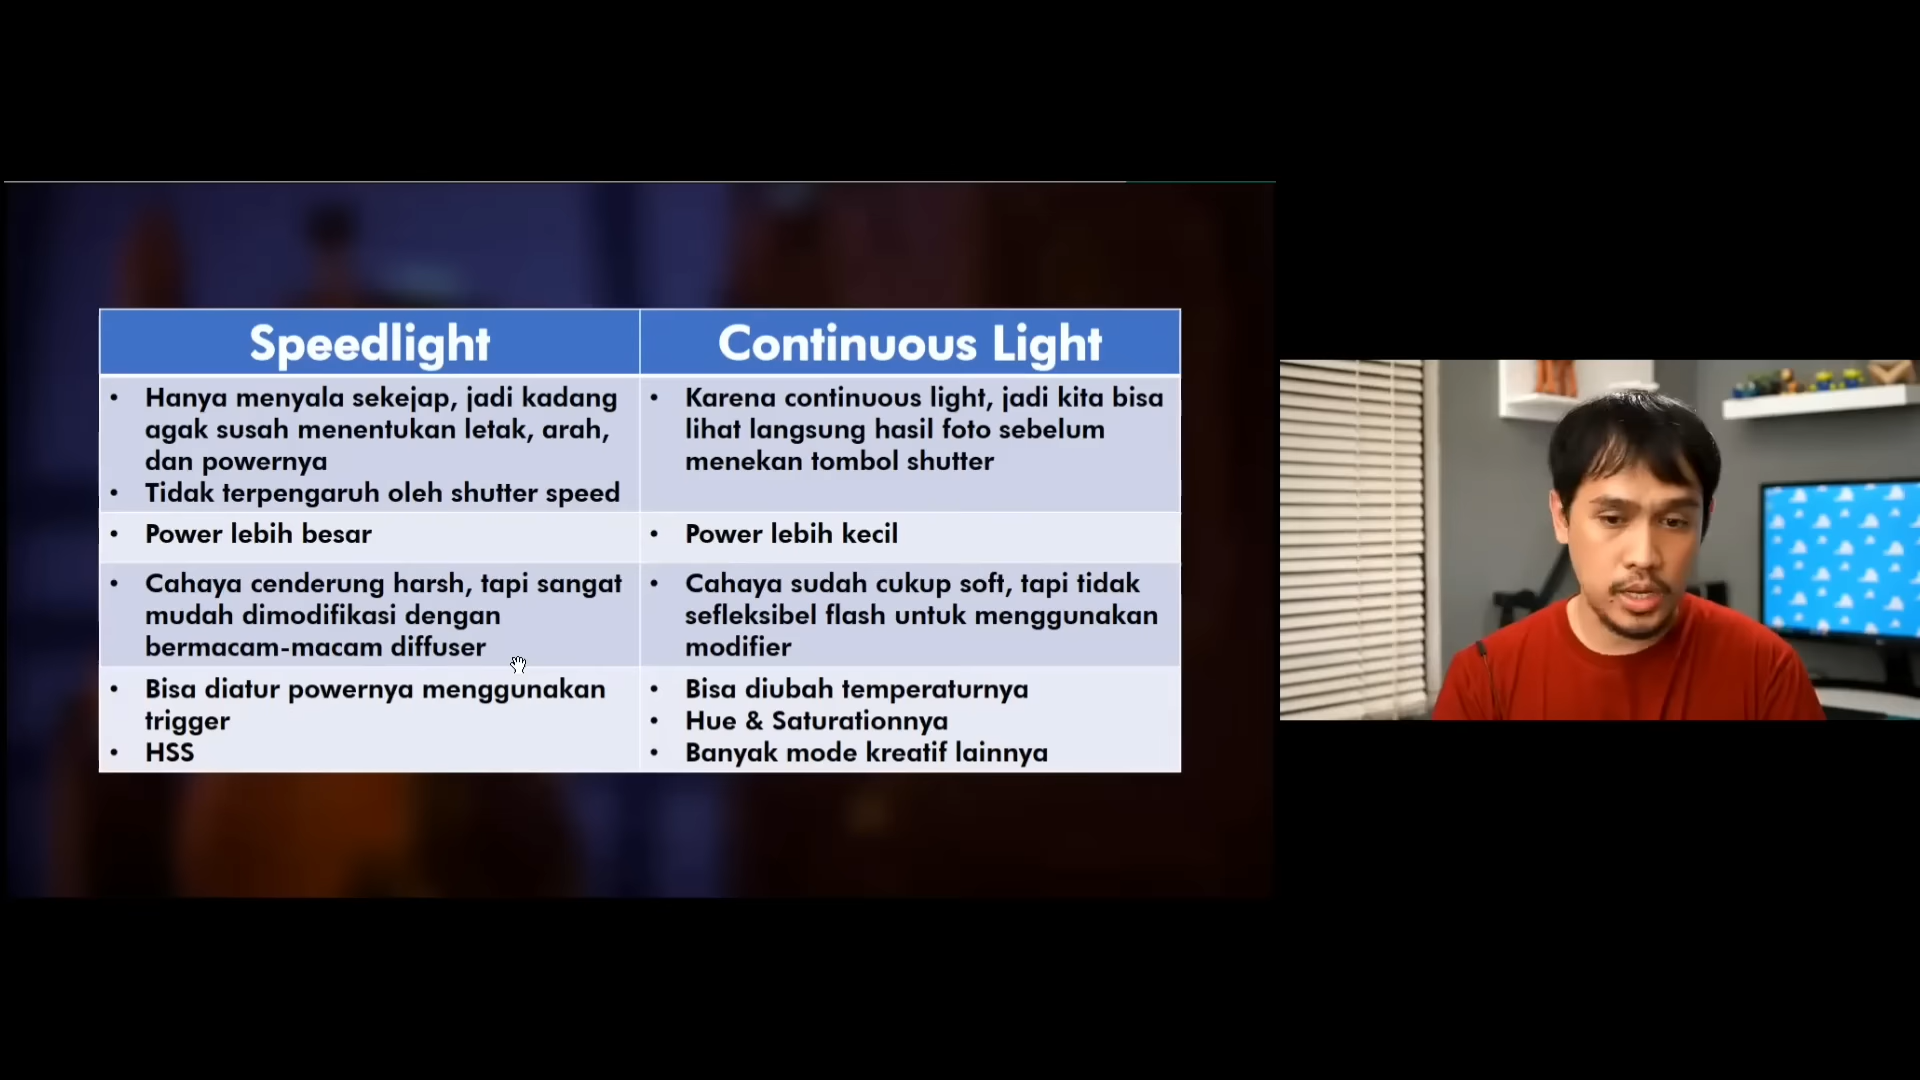 Speedlight
Continuous Light
• Hanya menyala sekejap, jadi kadang
agak susah menentukan letak, arah,
dan powernya
• Tidak terpengaruh oleh shutter speed
• Karena continuous light, jadi kita bisa
lihat langsung hasil foto sebelum
menekan tombol shutter
• Power lebih besar
• Power lebih kecil
• Cahaya cenderung harsh, tapi sangat
mudah dimodifikasi dengan
bermacam-macam diffuser
• Cahaya sudah cukup soft, tapi tidak
sefleksibel flash untuk menggunakan
modifier
• Bisa diatur powernya menggunakan
trigger
• HSS
• Bisa diubah temperaturnya
• Hue & Saturationnya
• Banyak mode kreatif lainnya